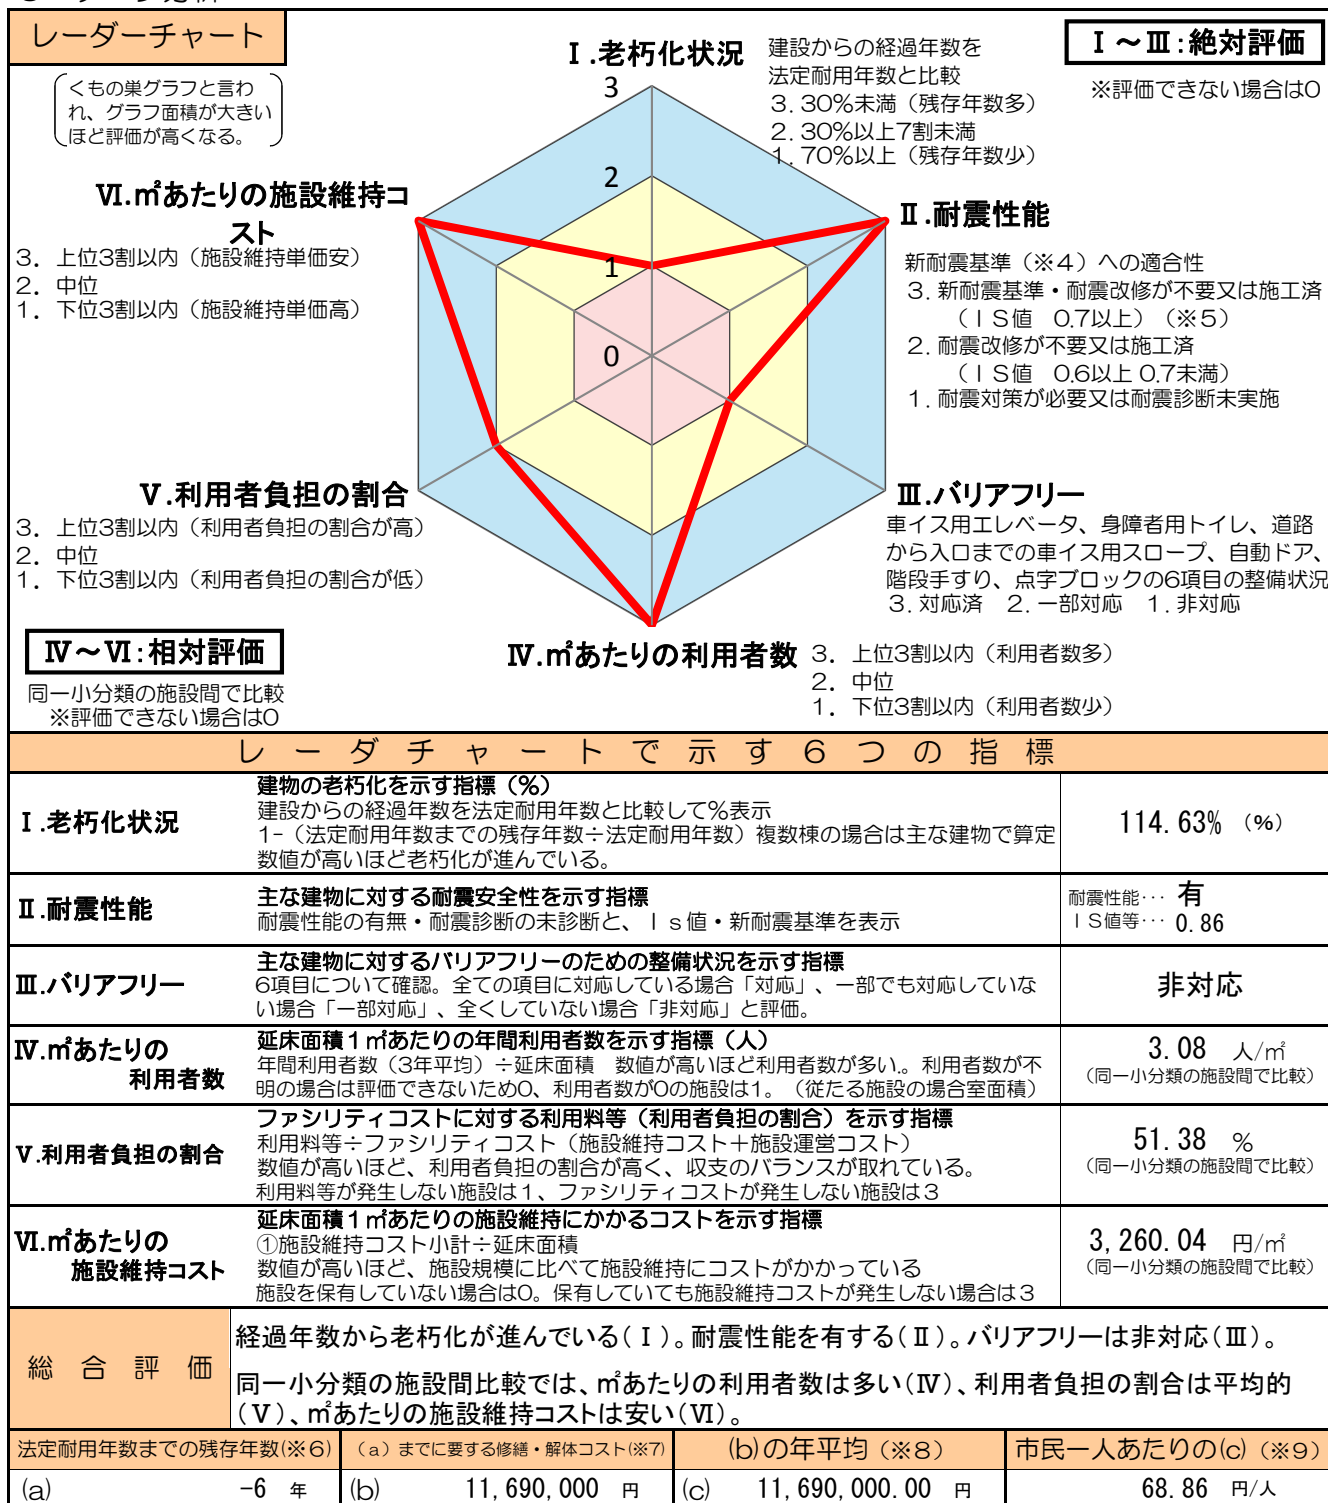 レーダーチャート
くもの巣グラフと言わ
れ、グラフ面積が大きい
ほど評価が高くなる。
Ⅰ.老朽化状況
建設からの経過年数を
法定耐用年数と比較
3.30%未満（残存年数多）
2.30%以上7割未満
1.70%以上（残存年数少）
Ⅰ～Ⅲ:絶対評価
※評価できない場合は0
3
2
1
0
Ⅵ.㎡あたりの施設維持コ
スト
3. 上位3割以内（施設維持単価安）
2. 中位
1. 下位3割以内（施設維持単価高）
Ⅱ.耐震性能
新耐震基準（※4）への適合性
3.新耐震基準・耐震改修が不要又は施工済
（ＩＳ値 0.7以上）（※5）
2.耐震改修が不要又は施工済
（ＩＳ値 0.6以上 0.7未満）
1.耐震対策が必要又は耐震診断未実施
Ⅴ.利用者負担の割合
3. 上位3割以内（利用者負担の割合が高）
2. 中位
1. 下位3割以内（利用者負担の割合が低）
Ⅲ.バリアフリー
車イス用エレベータ、身障者用トイレ、道路
から入口までの車イス用スロープ、自動ドア、
階段手すり、点字ブロックの6項目の整備状況
3.対応済 2.一部対応 1.非対応
Ⅳ～Ⅵ:相対評価
同一小分類の施設間で比較
※評価できない場合は0
Ⅳ.㎡あたりの利用者数
3. 上位3割以内（利用者数多）
2. 中位
1. 下位3割以内（利用者数少）
レーダチャートで示す6つの指標
Ⅰ.老朽化状況
建物の老朽化を示す指標（%）
建設からの経過年数を法定耐用年数と比較して%表示
1-（法定耐用年数までの残存年数÷法定耐用年数）複数棟の場合は主な建物で算定
数値が高いほど老朽化が進んでいる。
114.63% （%）
Ⅱ.耐震性能
主な建物に対する耐震安全性を示す指標
耐震性能の有無・耐震診断の未診断と、Ｉｓ値・新耐震基準を表示
耐震性能… 有
ＩＳ値等… 0.86
Ⅲ.バリアフリー
主な建物に対するバリアフリーのための整備状況を示す指標
6項目について確認。全ての項目に対応している場合「対応」、一部でも対応していな
い場合「一部対応」、全くしていない場合「非対応」と評価。
非対応
Ⅳ.㎡あたりの
利用者数
延床面積1㎡あたりの年間利用者数を示す指標（人）
年間利用者数（3年平均）÷延床面積 数値が高いほど利用者数が多い。利用者数が不
明の場合は評価できないため0、利用者数が0の施設は1。（従たる施設の場合室面積）
3.08 人/㎡
（同一小分類の施設間で比較）
Ⅴ.利用者負担の割合
ファシリティコストに対する利用料等（利用者負担の割合）を示す指標
利用料等÷ファシリティコスト（施設維持コスト＋施設運営コスト）
数値が高いほど、利用者負担の割合が高く、収支のバランスが取れている。
利用料等が発生しない施設は1、ファシリティコストが発生しない施設は3
51.38 %
（同一小分類の施設間で比較）
Ⅵ.㎡あたりの
施設維持コスト
延床面積1㎡あたりの施設維持にかかるコストを示す指標
①施設維持コスト小計÷延床面積
数値が高いほど、施設規模に比べて施設維持にコストがかかっている
施設を保有していない場合は0。保有していても施設維持コストが発生しない場合は3
3,260.04 円/㎡
（同一小分類の施設間で比較）
総合評価
経過年数から老朽化が進んでいる(Ⅰ)。耐震性能を有する(Ⅱ)。バリアフリーは非対応(Ⅲ)。
同一小分類の施設間比較では、㎡あたりの利用者数は多い(Ⅳ)、利用者負担の割合は平均的
(Ⅴ)、㎡あたりの施設維持コストは安い(Ⅵ)。
法定耐用年数までの残存年数(※6)
（a）までに要する修繕・解体コスト(※7)
(b)の年平均（※8）
市民一人あたりの(c)（※9）
(a) -6 年
(b) 11,690,000 円
(c) 11,690,000.00 円
68.86 円/人